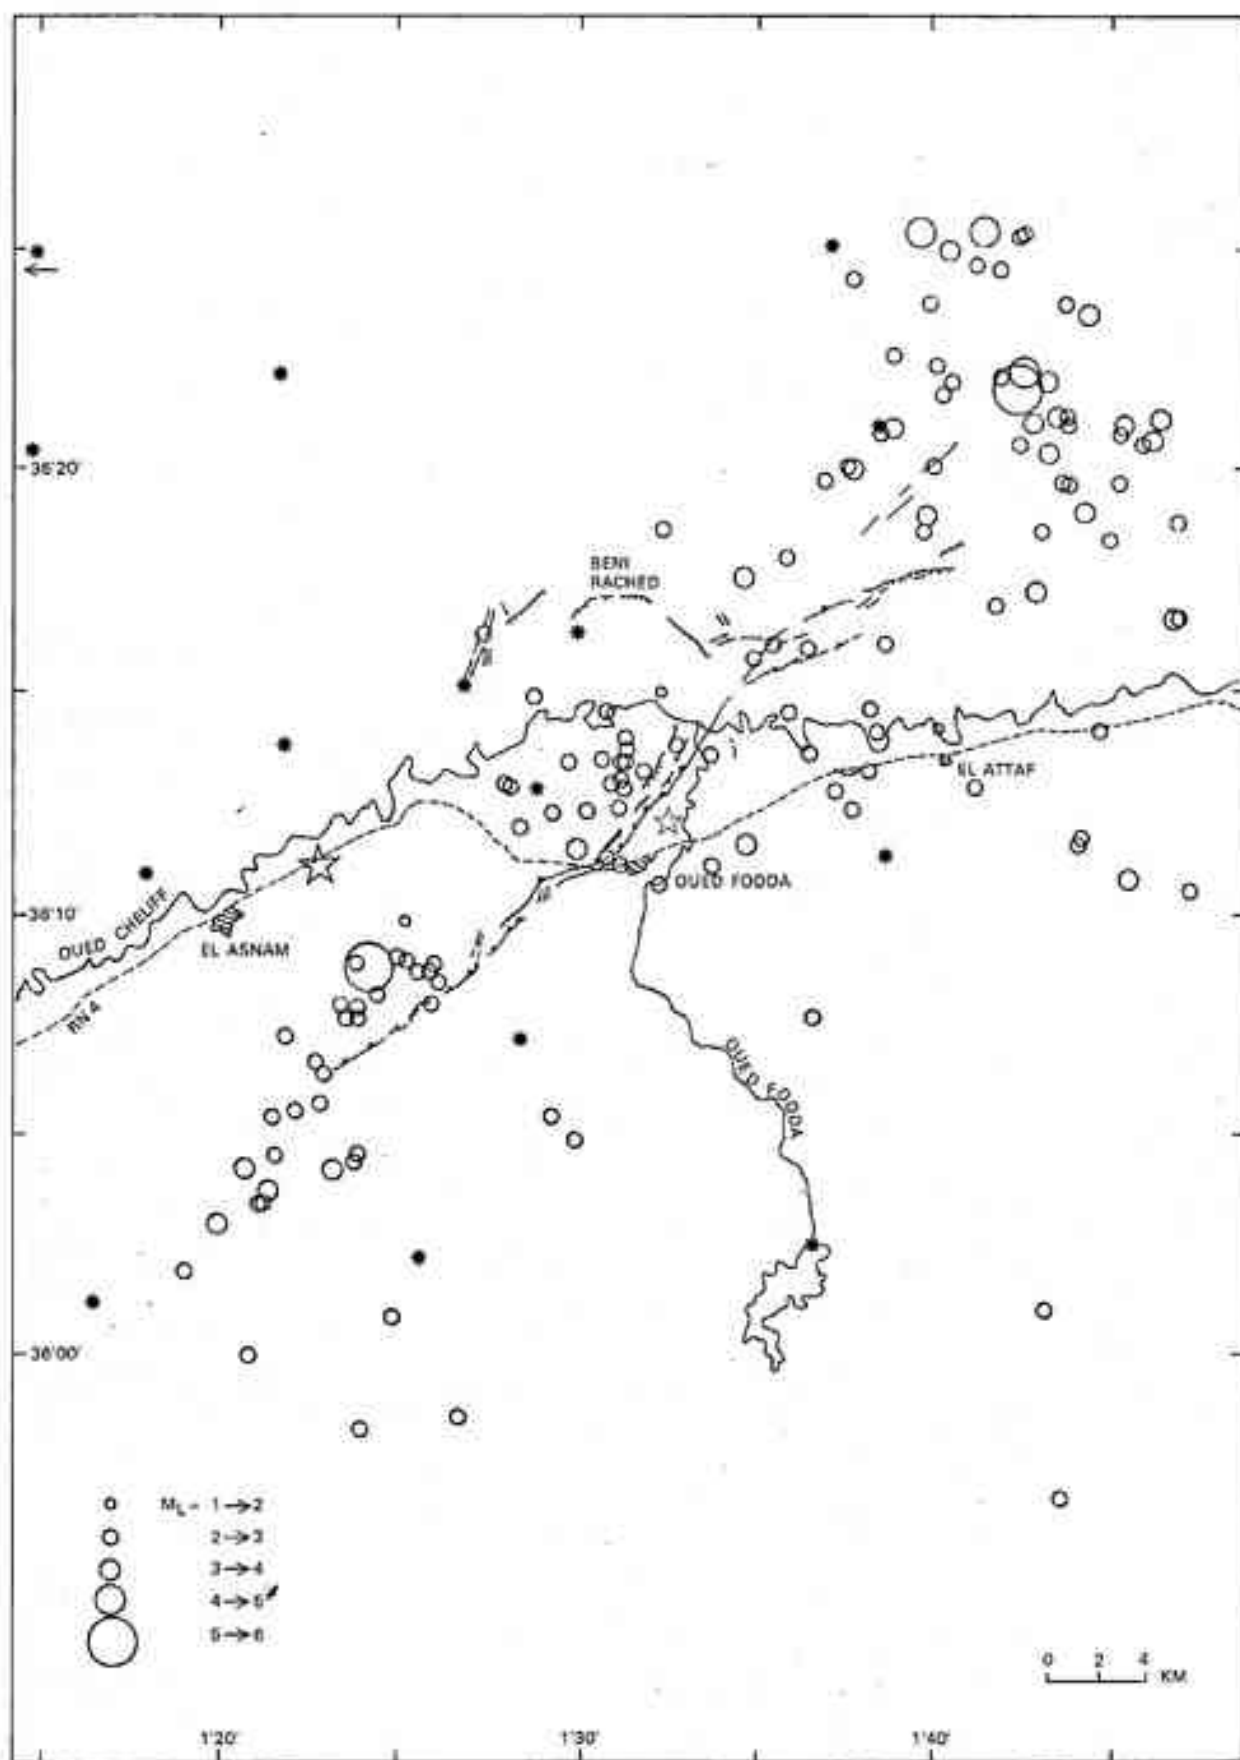 36°20'
BENI
RACHED
EL ATTAF
OUED CHELIFF
OUED FODDA
36°10'
EL ASNAM
RN 4
OUED FODDA
36°00'
ML = 1→2
2→3
3→4
4→5
5→6
0 2 4
KM
1°20'
1°30'
1°40'